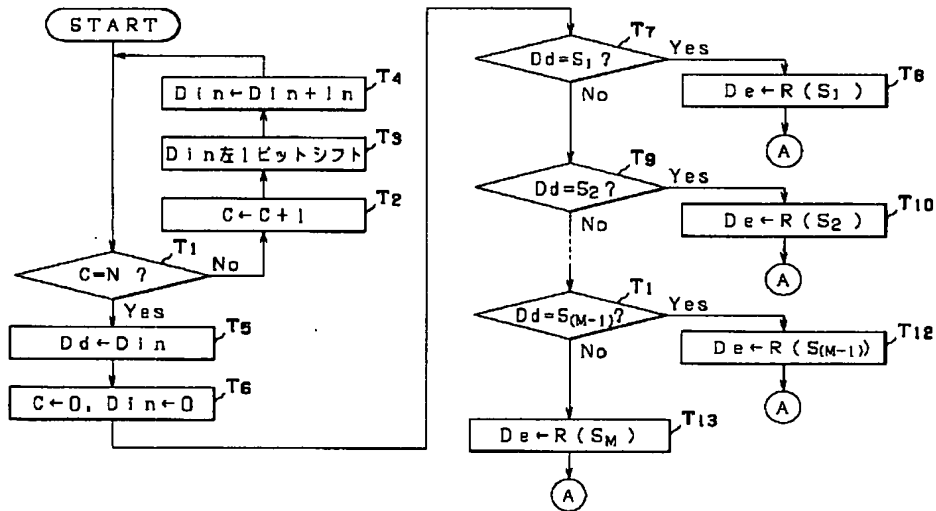 START
T4
Din←Din+In
T3
Din左1ビットシフト
T2
C←C+1
T1
C=N ?
No
Yes
T5
Dd←Din
T6
C←0, Din←0
T7
Dd=S1 ?
Yes
No
T8
De←R(S1)
A
T9
Dd=S2 ?
Yes
No
T10
De←R(S2)
A
T1
Dd=S(M-1)?
Yes
No
T12
De←R(S(M-1))
A
T13
De←R(SM)
A